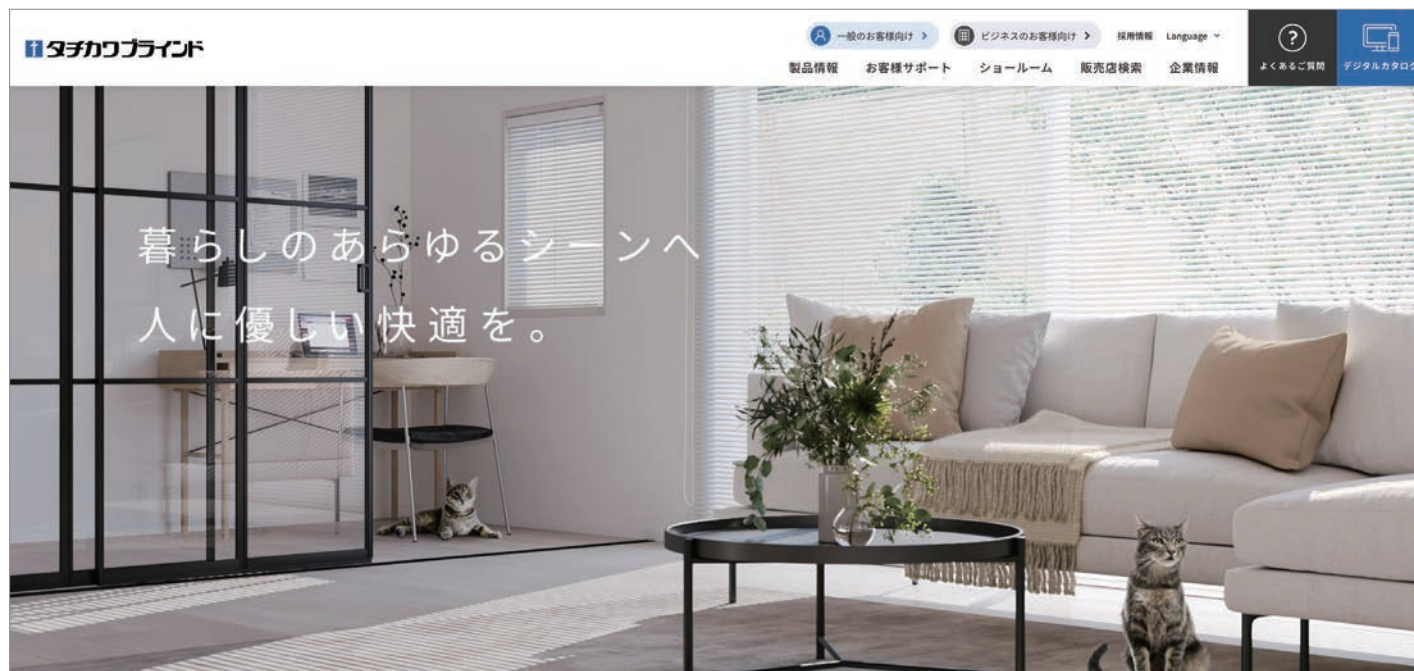 タチカワブラインド
一般のお客様向け
ビジネスのお客様向け
採用情報
Language
製品情報
お客様サポート
ショールーム
販売店検索
企業情報
よくあるご質問
デジタルカタログ
暮らしのあらゆるシーンへ
人に優しい快適を。